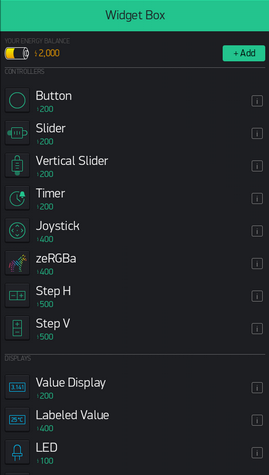 Widget Box
YOUR ENERGY BALANCE
2,000
+ Add
CONTROLLERS
Button
200
Slider
200
Vertical Slider
200
Timer
200
Joystick
400
zeRGBa
400
Step H
500
Step V
500
DISPLAYS
3.141
Value Display
200
25°C
Labeled Value
400
LED
100